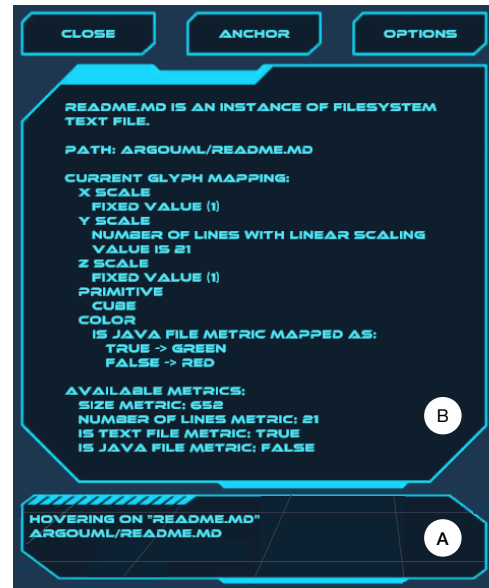 CLOSE ANCHOR OPTIONS
README.MD IS AN INSTANCE OF FILESYSTEM
TEXT FILE.
PATH: ARGOUML/README.MD
CURRENT GLYPH MAPPING:
X SCALE
FIXED VALUE (1)
Y SCALE
NUMBER OF LINES WITH LINEAR SCALING
VALUE IS 21
Z SCALE
FIXED VALUE (1)
PRIMITIVE
CUBE
COLOR
IS JAVA FILE METRIC MAPPED AS:
TRUE -> GREEN
FALSE -> RED
AVAILABLE METRICS:
SIZE METRIC: 652
NUMBER OF LINES METRIC: 21
IS TEXT FILE METRIC: TRUE
IS JAVA FILE METRIC: FALSE
B
HOVERING ON "README.MD"
ARGOUML/README.MD
A